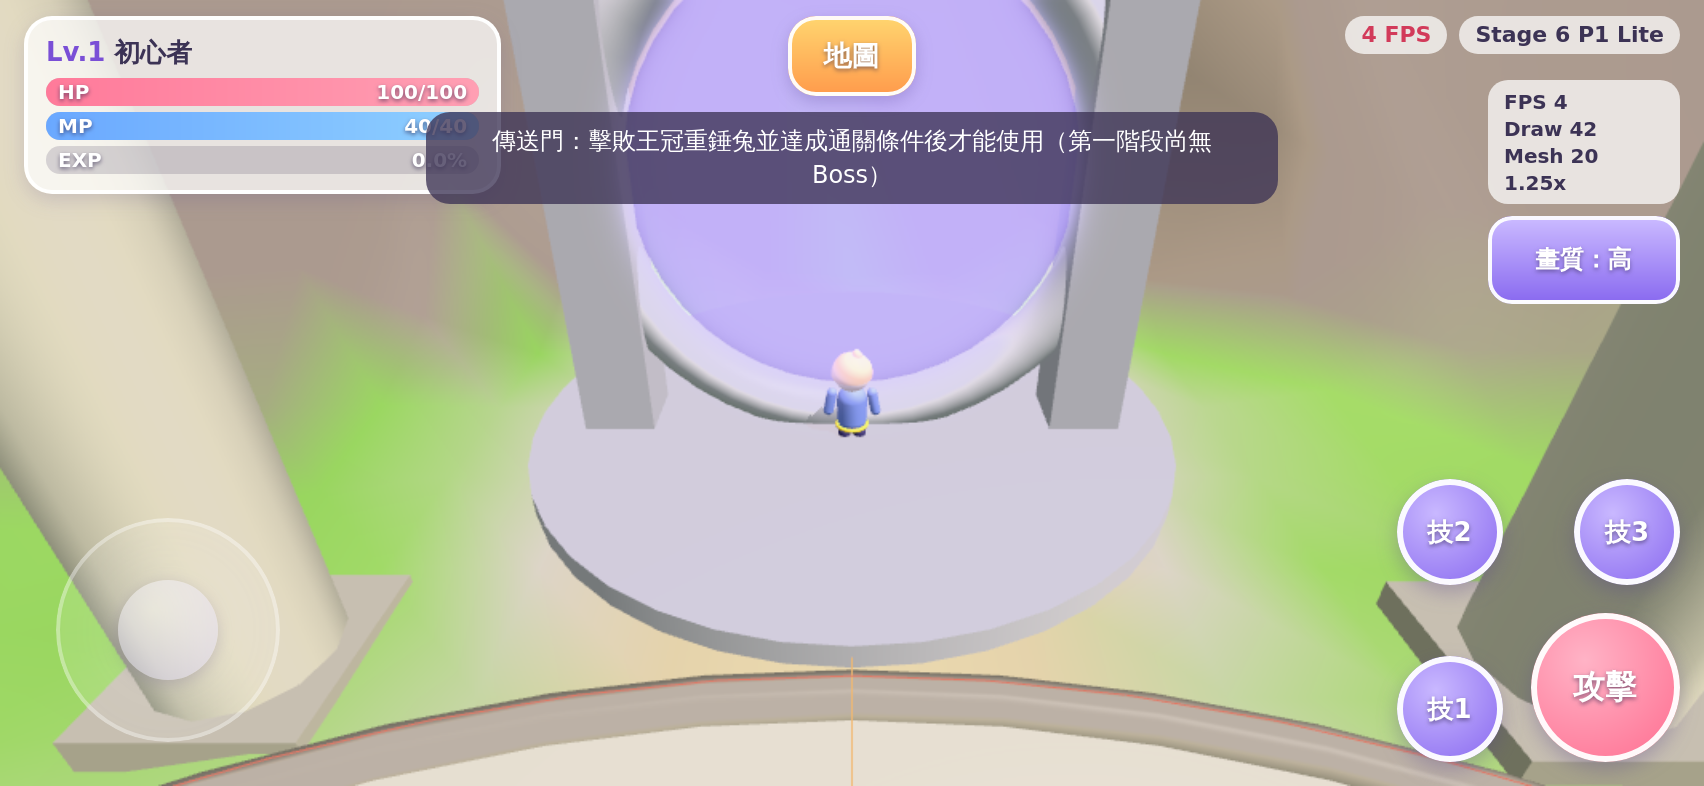 Lv.1 初心者
HP 100/100
MP 40/40
EXP 0.0%
地圖
傳送門：擊敗王冠重錘兔並達成通關條件後才能使用（第一階段尚無
Boss）
4 FPS
Stage 6 P1 Lite
FPS 4
Draw 42
Mesh 20
1.25x
畫質：高
技2
技3
技1
攻擊